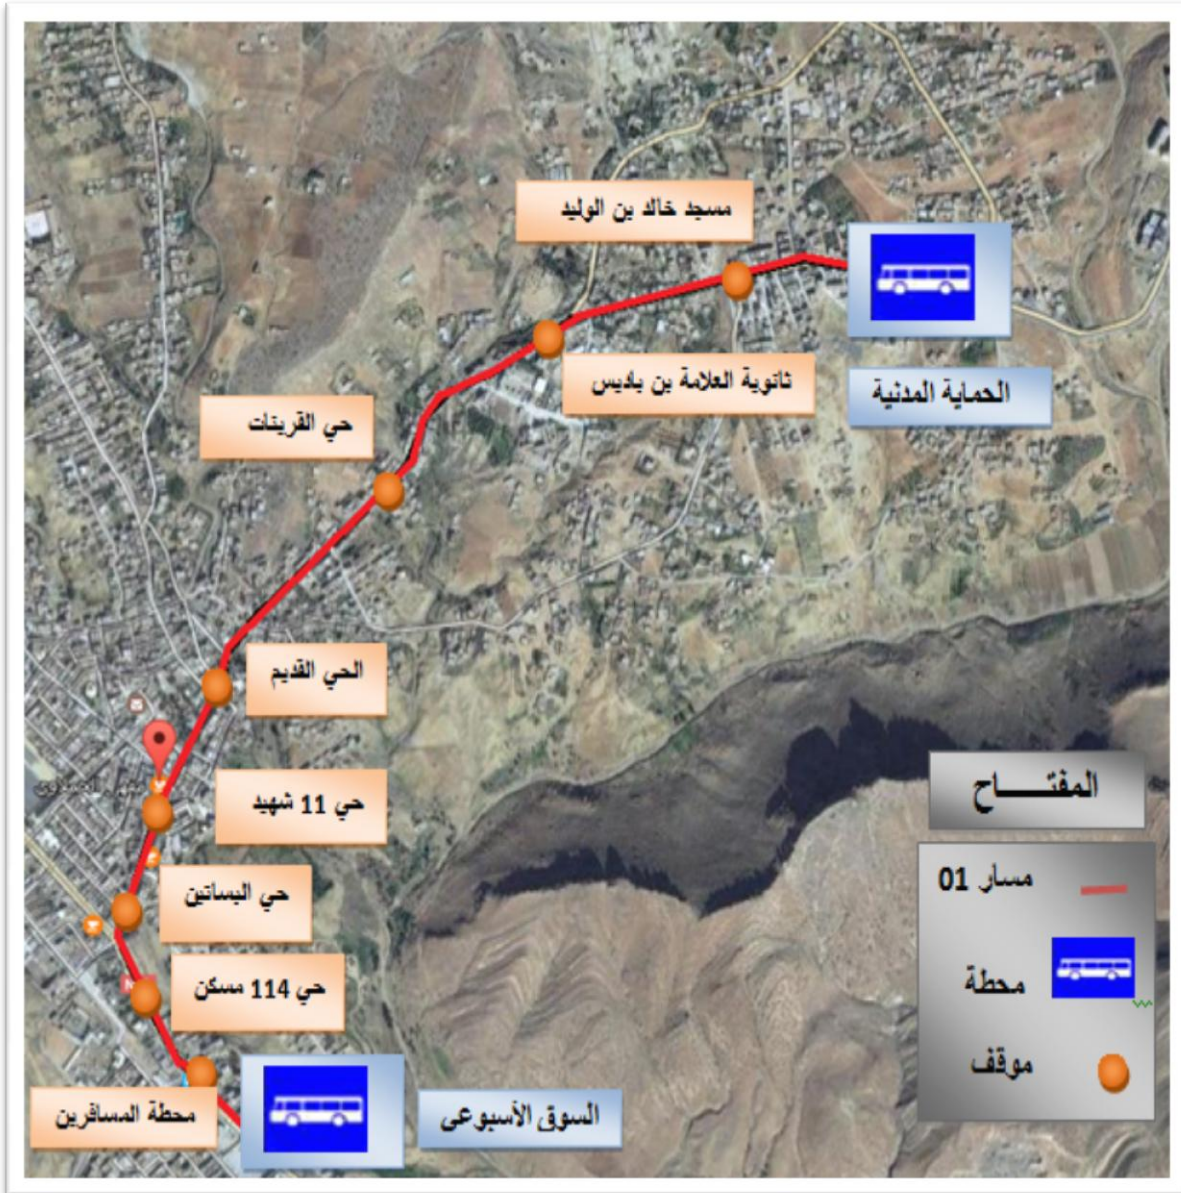 مسجد خالد بن الوليد
ثانوية العلامة بن باديس
الحماية المدنية
حي القرينات
الحي القديم
حي 11 شهيد
حي البساتين
حي 114 مسكن
محطة المسافرين
السوق الأسبوعي
المفتـــــاح
مسار 01
محطة
موقف